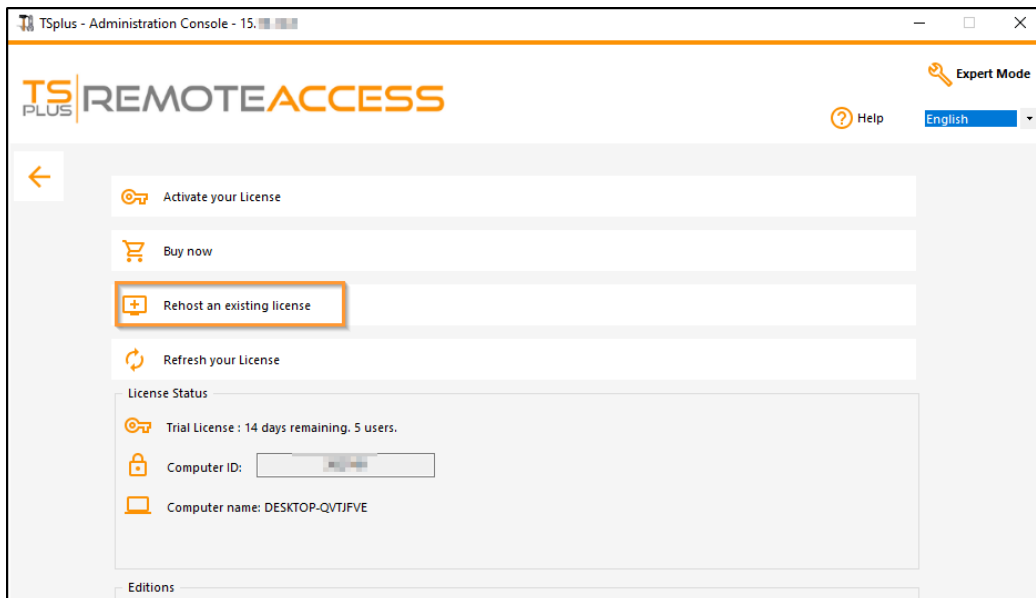 TSplus - Administration Console - 15.
Expert Mode
TS PLUS REMOTEACCESS
Help
English
Activate your License
Buy now
Rehost an existing license
Refresh your License
License Status
Trial License : 14 days remaining. 5 users.
Computer ID:
Computer name: DESKTOP-QVTJFVE
Editions